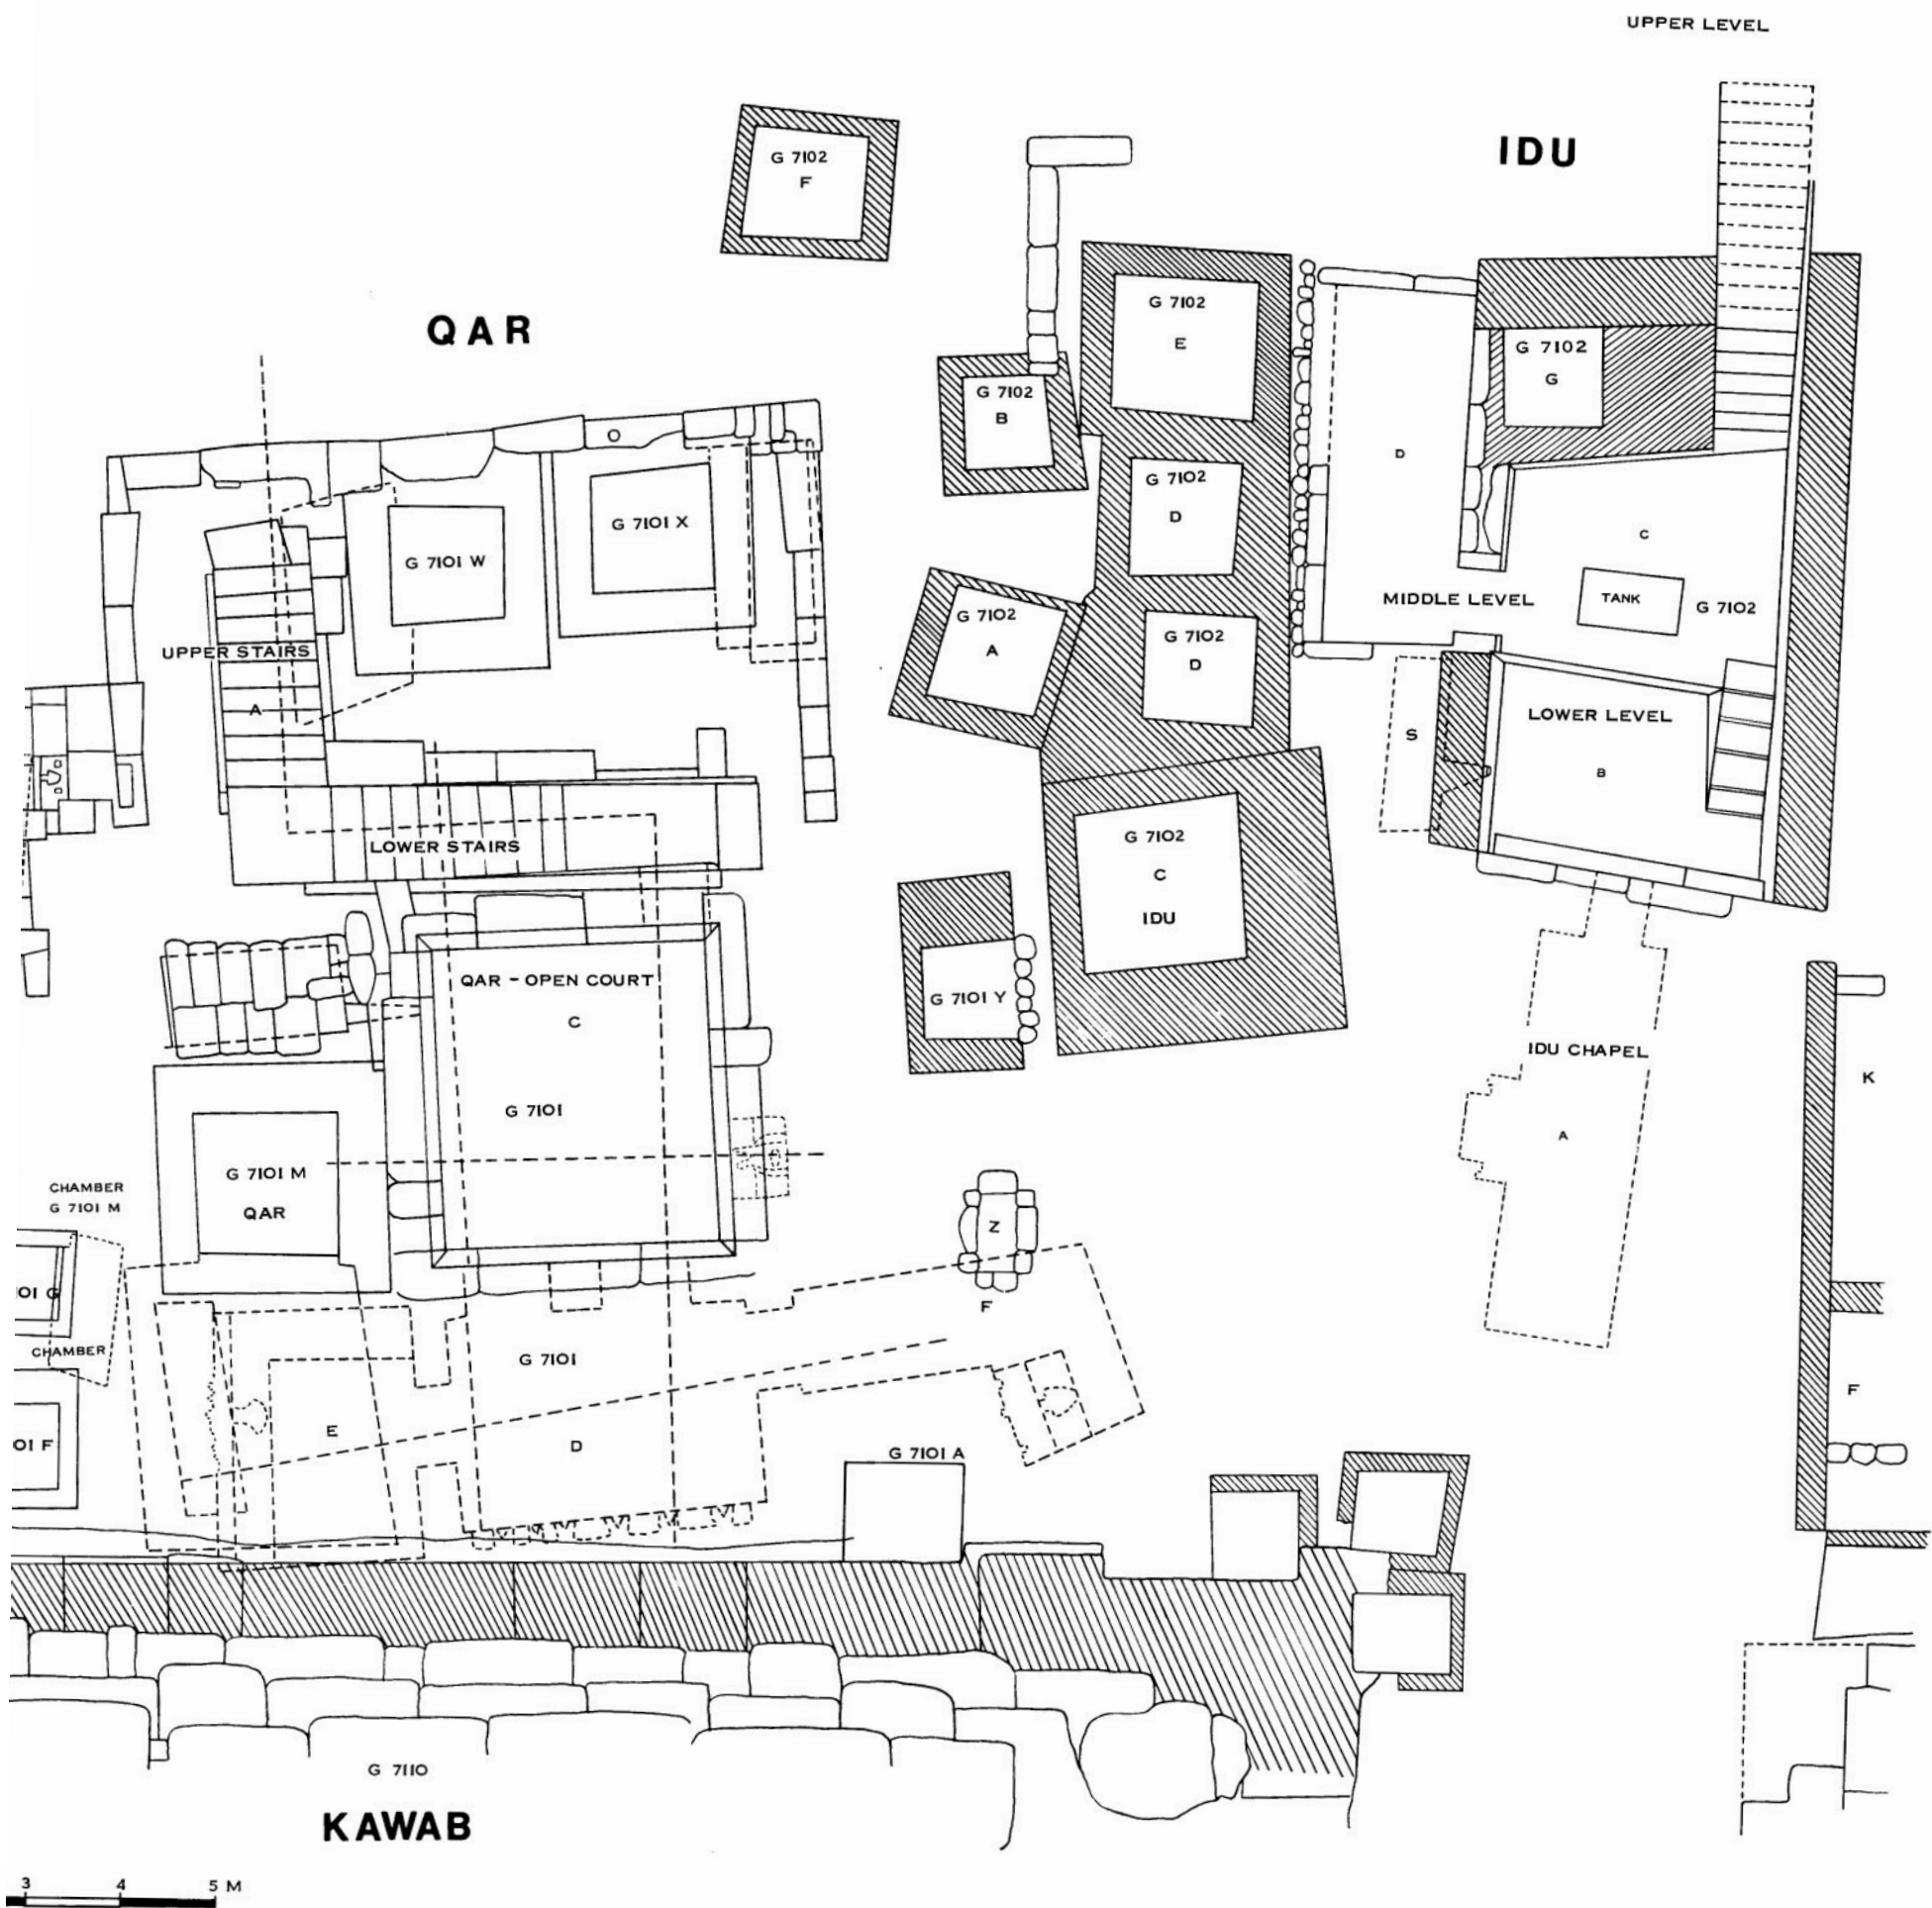 UPPER LEVEL
IDU
G 7102
F
QAR
G 7102
E
G 7102
G
G 7102
B
D
G 7102
D
G 7101 X
G 7101 W
C
TANK
MIDDLE LEVEL
G 7102
G 7102
A
G 7102
D
UPPER STAIRS
A
LOWER LEVEL
S
B
LOWER STAIRS
G 7102
C
IDU
QAR - OPEN COURT
C
G 7101 Y
IDU CHAPEL
K
G 7101
A
G 7101 M
QAR
CHAMBER
G 7101 M
Z
F
01 G
CHAMBER
G 7101
F
E
D
01 F
G 7101 A
G 7110
KAWAB
3 4 5 M